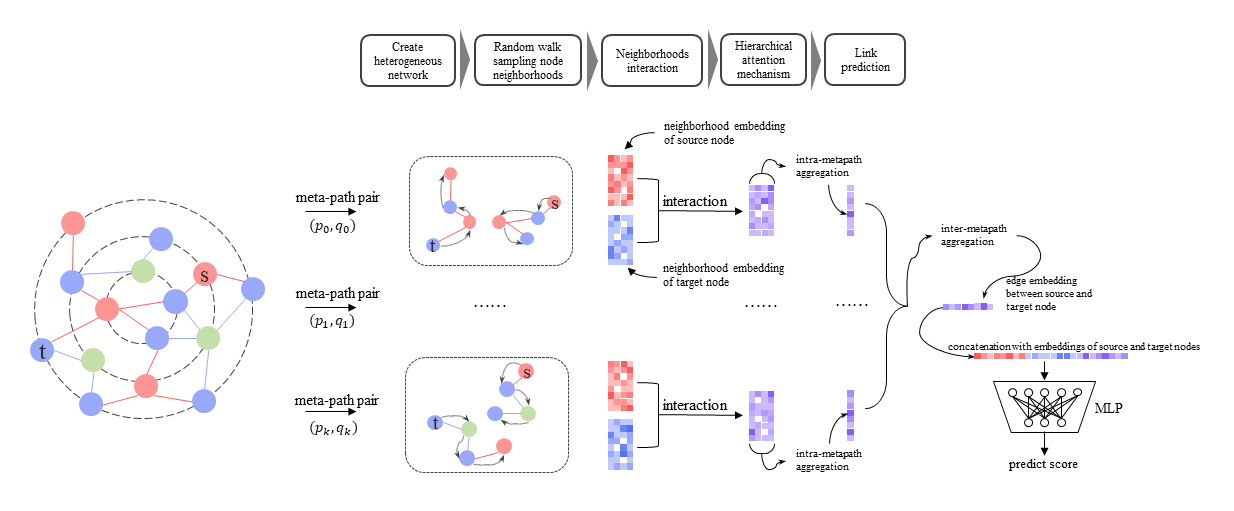 Create
heterogeneous
network
Random walk
sampling node
neighborhoods
Neighborhoods
interaction
Hierarchical
attention
mechanism
Link
prediction
neighborhood embedding
of source node
intra-metapath
aggregation
meta-path pair
(p₀,q₀)
s
t
interaction
neighborhood embedding
of target node
inter-metapath
aggregation
s
t
meta-path pair
(p₁,q₁)
......
......
......
edge embedding
between source and
target node
concatenation with embeddings of source and target nodes
meta-path pair
(pₖ,qₖ)
s
t
interaction
intra-metapath
aggregation
MLP
predict score